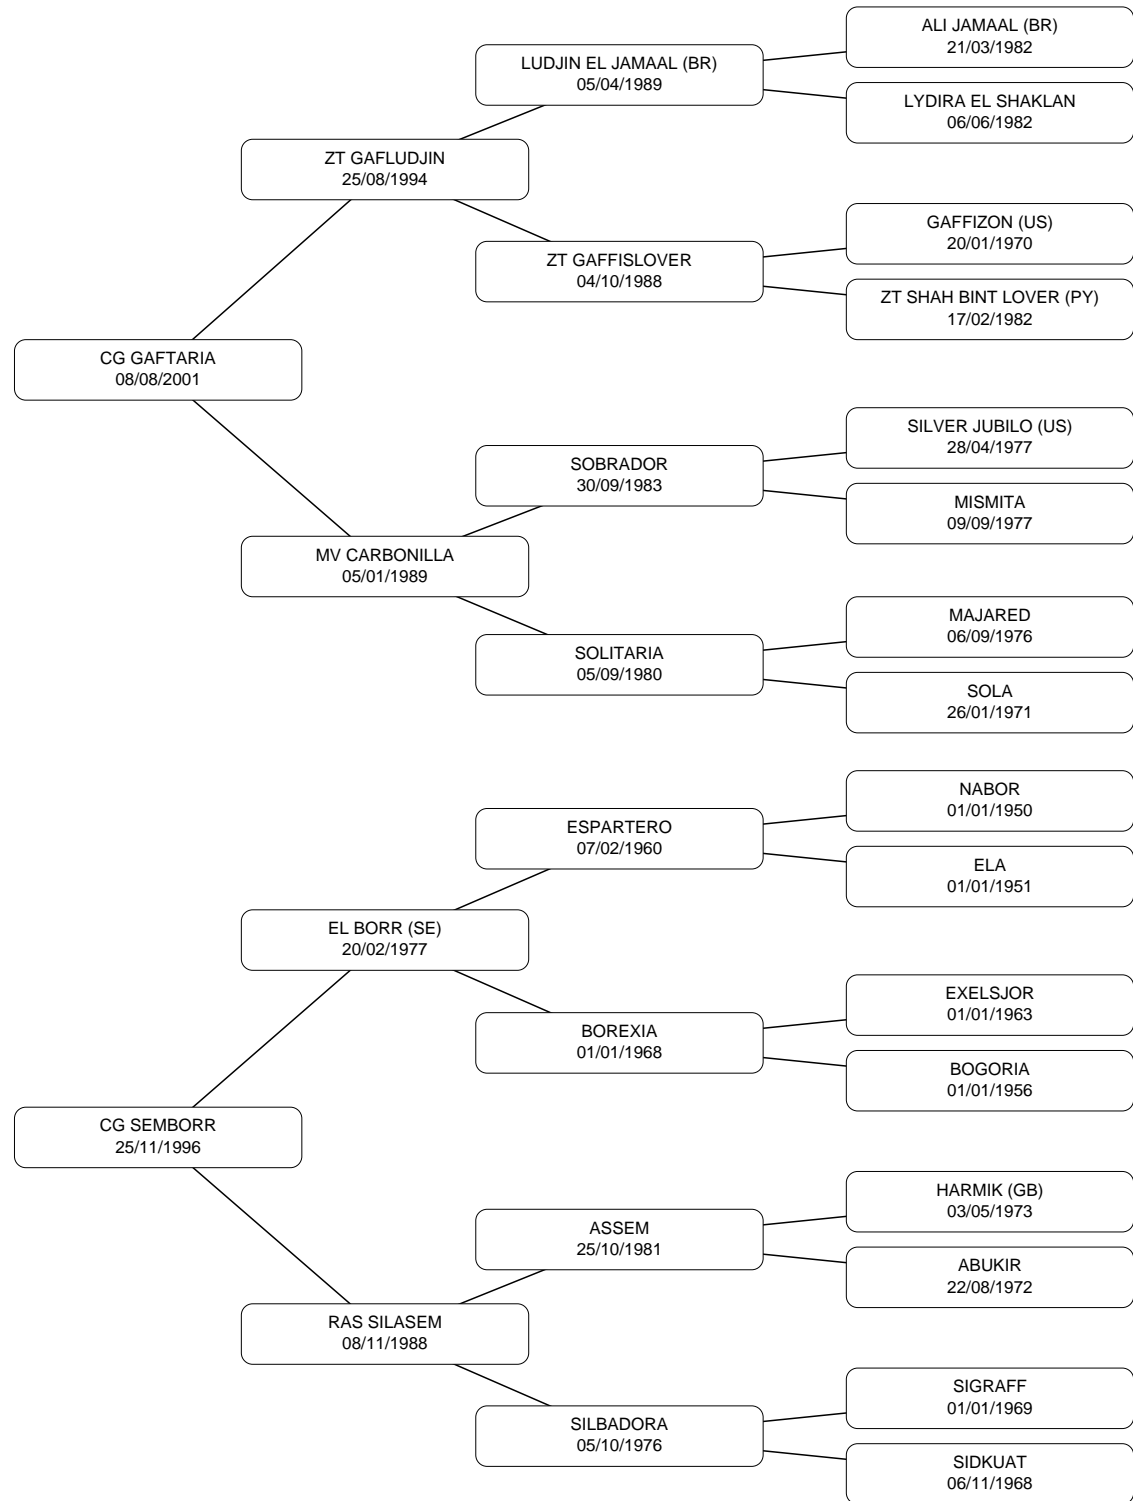 ALI JAMAAL (BR)
21/03/1982
LUDJIN EL JAMAAL (BR)
05/04/1989
LYDIRA EL SHAKLAN
06/06/1982
ZT GAFLUDJIN
25/08/1994
GAFFIZON (US)
20/01/1970
ZT GAFFISLOVER
04/10/1988
ZT SHAH BINT LOVER (PY)
17/02/1982
CG GAFTARIA
08/08/2001
SILVER JUBILO (US)
28/04/1977
SOBRADOR
30/09/1983
MISMITA
09/09/1977
MV CARBONILLA
05/01/1989
MAJARED
06/09/1976
SOLITARIA
05/09/1980
SOLA
26/01/1971
NABOR
01/01/1950
ESPARTERO
07/02/1960
ELA
01/01/1951
EL BORR (SE)
20/02/1977
EXELSJOR
01/01/1963
BOREXIA
01/01/1968
BOGORIA
01/01/1956
CG SEMBORR
25/11/1996
HARMIK (GB)
03/05/1973
ASSEM
25/10/1981
ABUKIR
22/08/1972
RAS SILASEM
08/11/1988
SIGRAFF
01/01/1969
SILBADORA
05/10/1976
SIDKUAT
06/11/1968